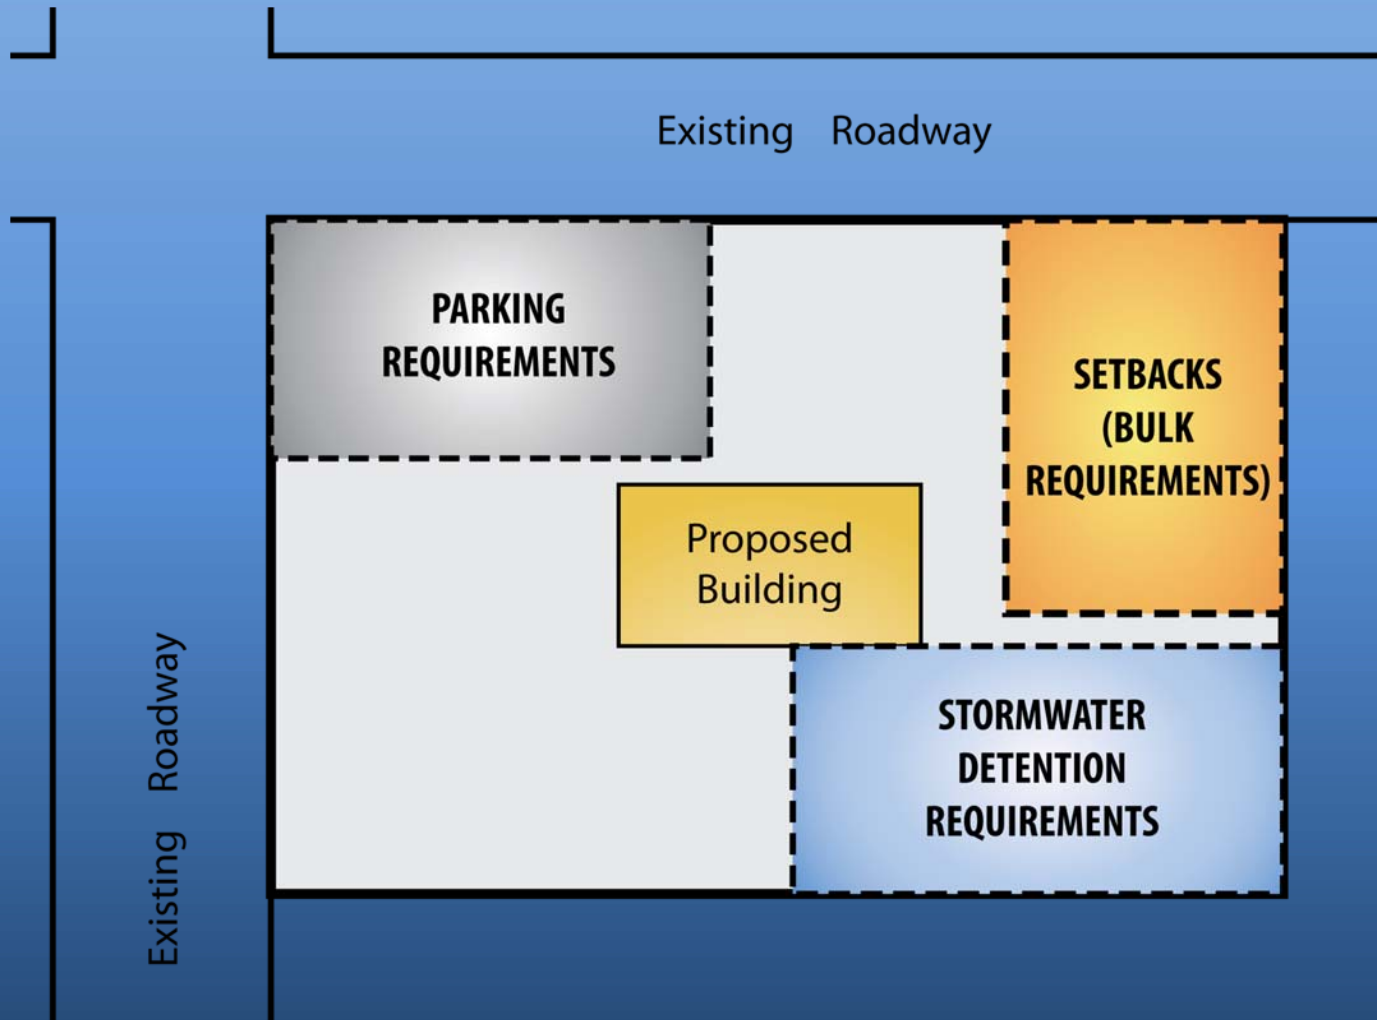 Existing Roadway
PARKING
REQUIREMENTS
SETBACKS
(BULK
REQUIREMENTS)
Proposed
Building
STORMWATER
DETENTION
REQUIREMENTS
Existing Roadway